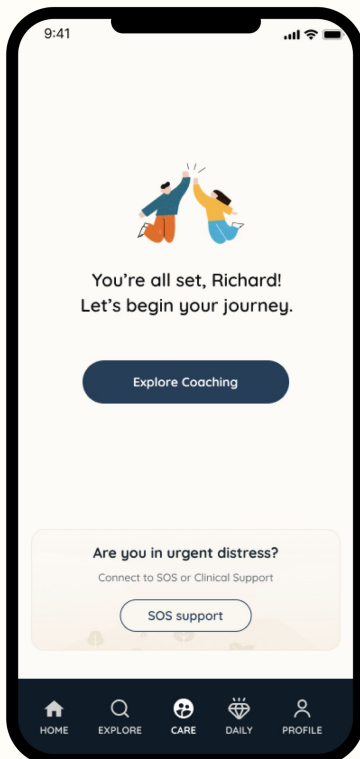 9:41
You're all set, Richard!
Let's begin your journey.
Explore Coaching
Are you in urgent distress?
Connect to SOS or Clinical Support
SOS support
HOME EXPLORE CARE DAILY PROFILE